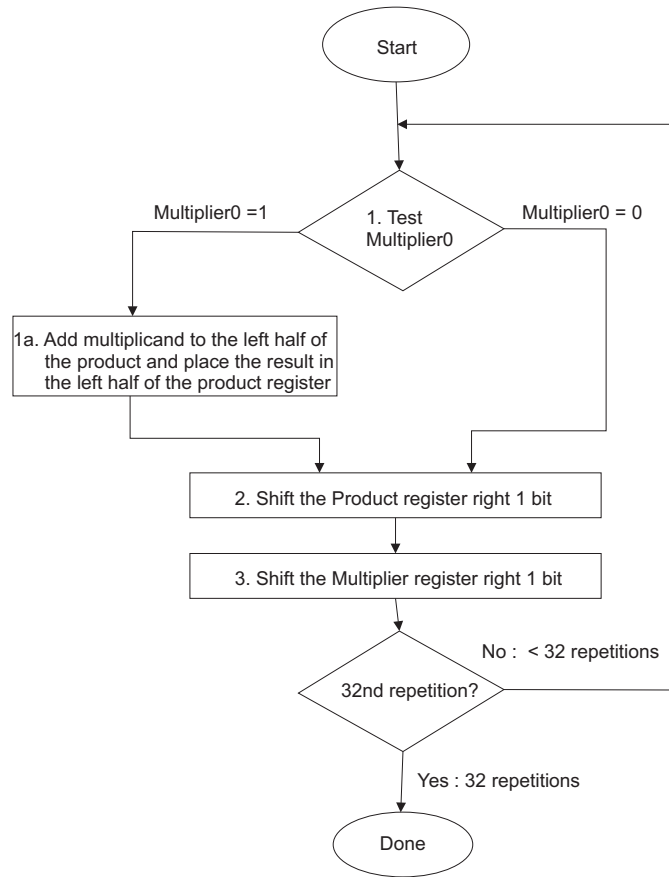 Start
Multiplier0 =1
1. Test
Multiplier0
Multiplier0 = 0
1a. Add multiplicand to the left half of
the product and place the result in
the left half of the product register
2. Shift the Product register right 1 bit
3. Shift the Multiplier register right 1 bit
No : < 32 repetitions
32nd repetition?
Yes : 32 repetitions
Done